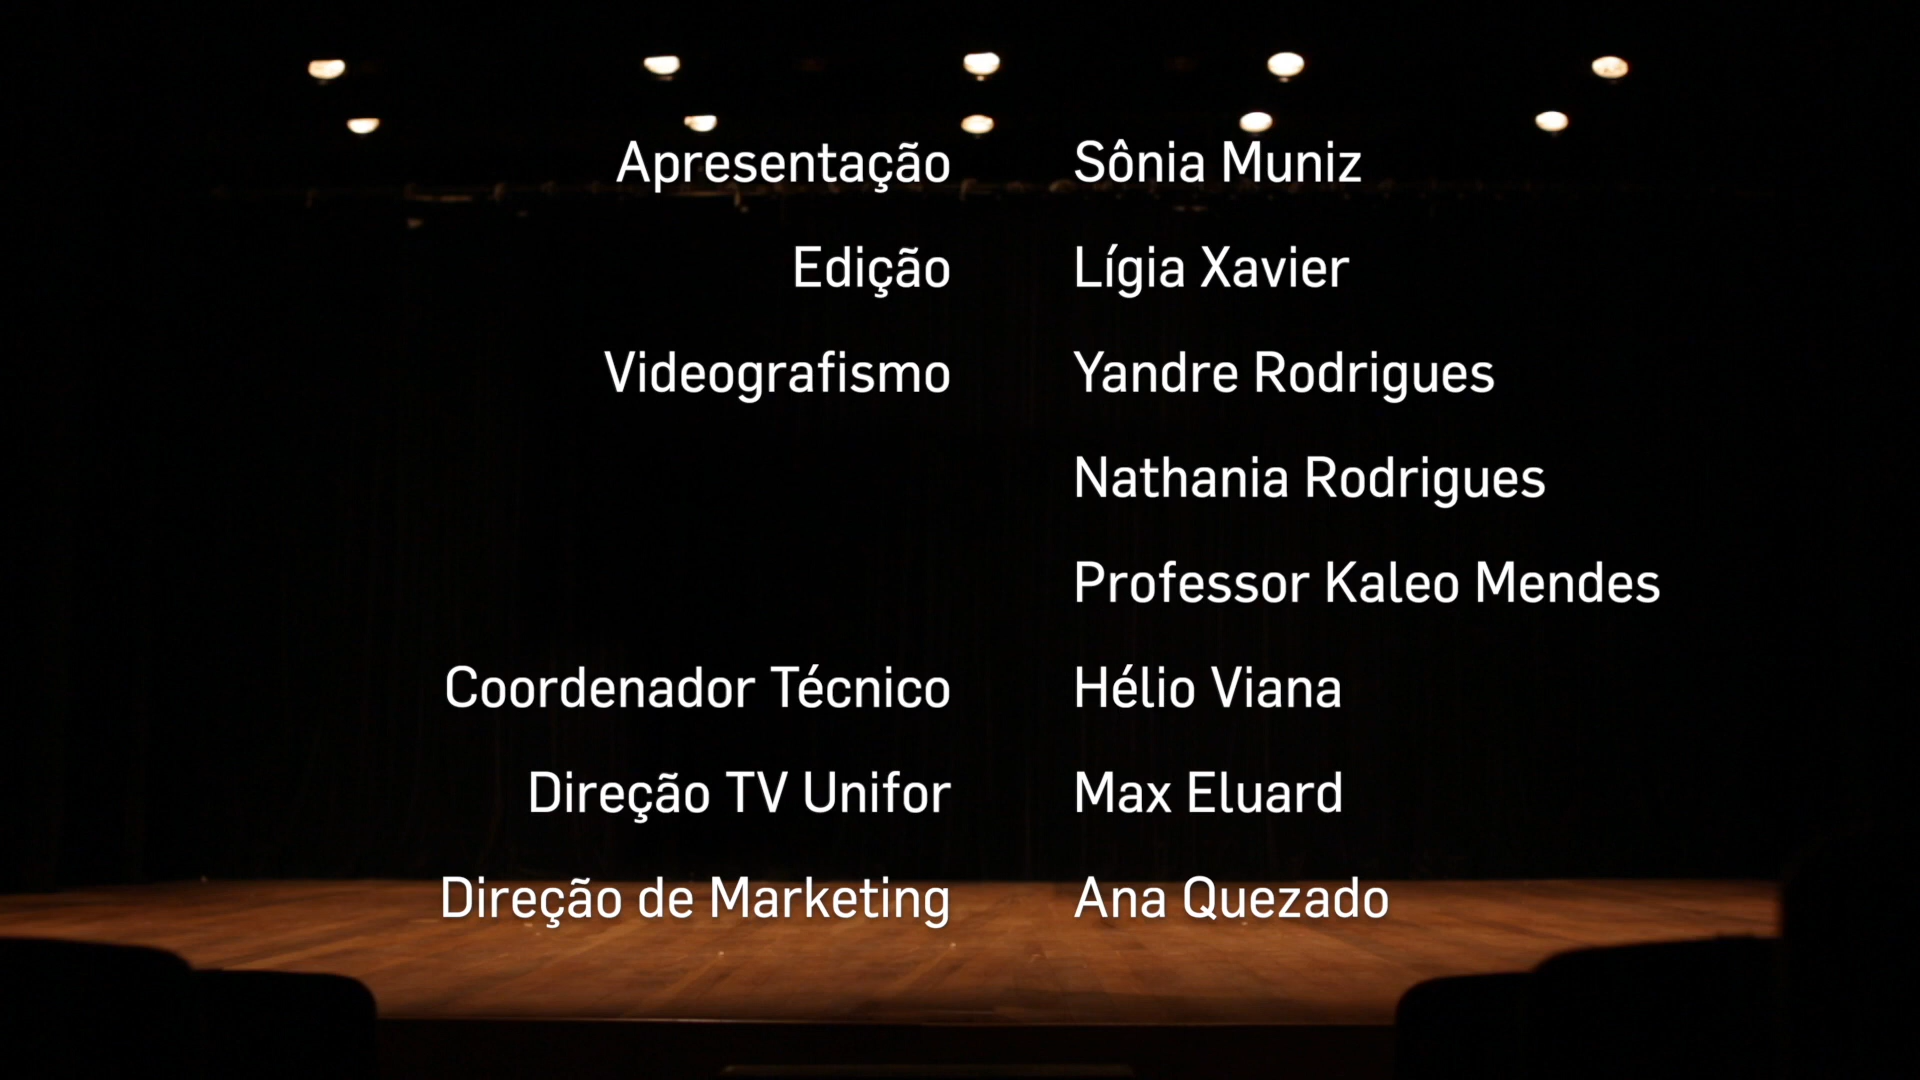 Apresentação Sônia Muniz
Edição Lígia Xavier
Videografismo Yandre Rodrigues
Nathania Rodrigues
Professor Kaleo Mendes
Coordenador Técnico Hélio Viana
Direção TV Unifor Max Eluard
Direção de Marketing Ana Quezado